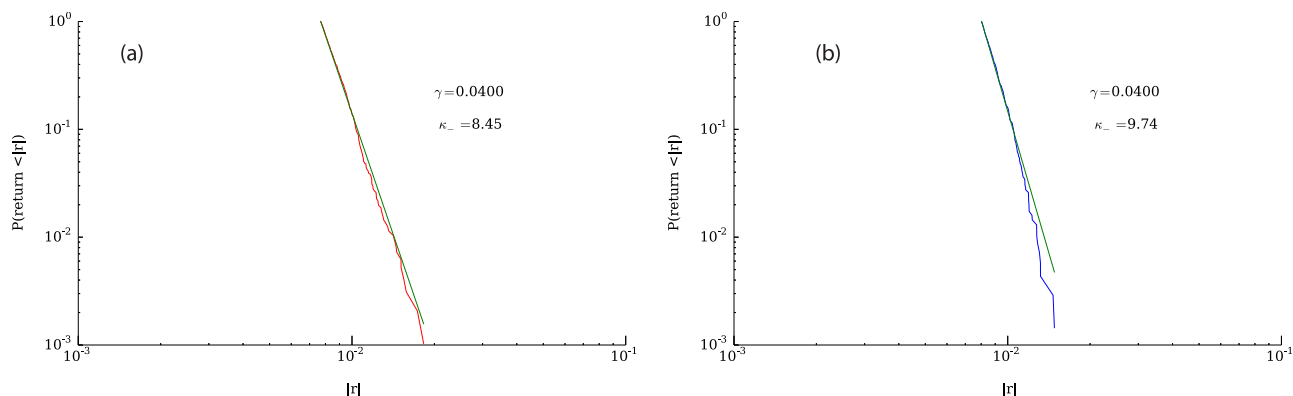 (a)
P(return <|r|)
10^0
10^-1
10^-2
10^-3
γ=0.0400
κ_- =8.45
10^-3
10^-2
10^-1
|r|
(b)
P(return <|r|)
10^0
10^-1
10^-2
10^-3
γ=0.0400
κ_- =9.74
10^-3
10^-2
10^-1
|r|